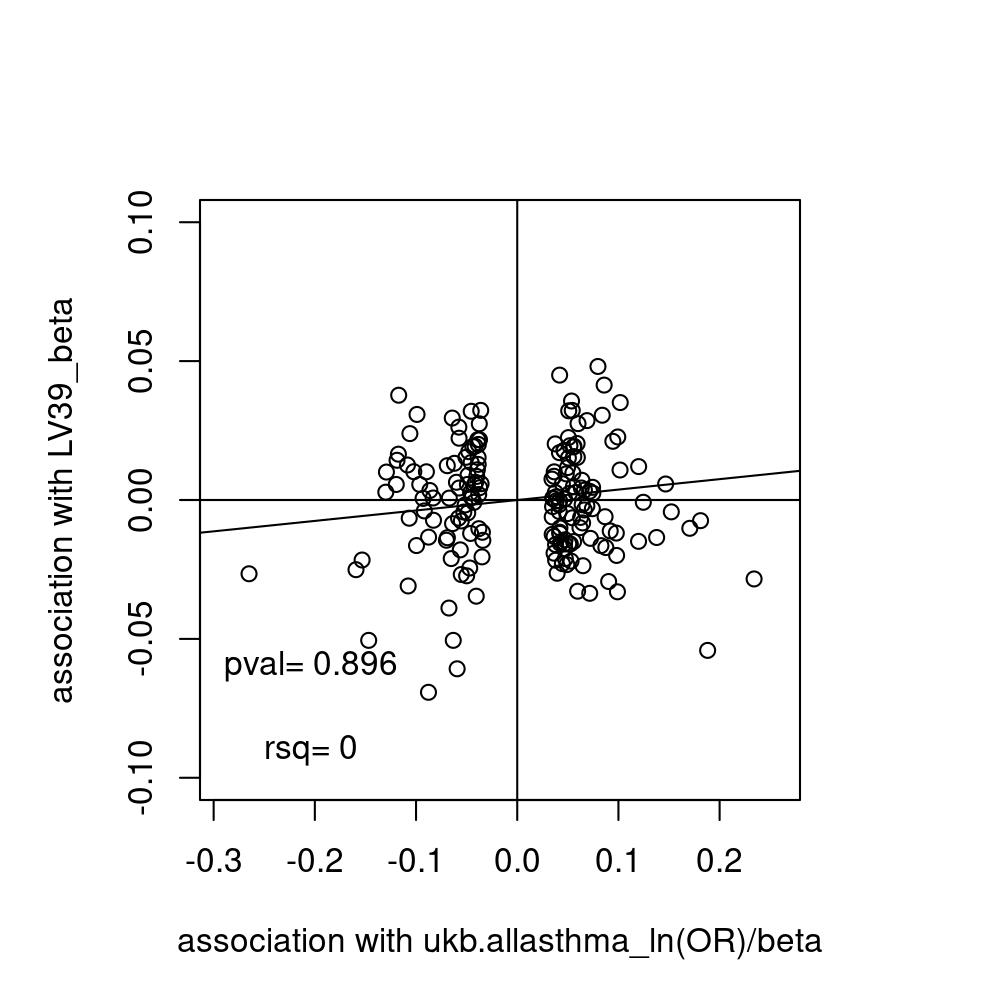 association with LV39_beta
0.10
0.05
0.00
-0.05
-0.10
pval= 0.896
rsq= 0
-0.3 -0.2 -0.1 0.0 0.1 0.2
association with ukb.allasthma_ln(OR)/beta